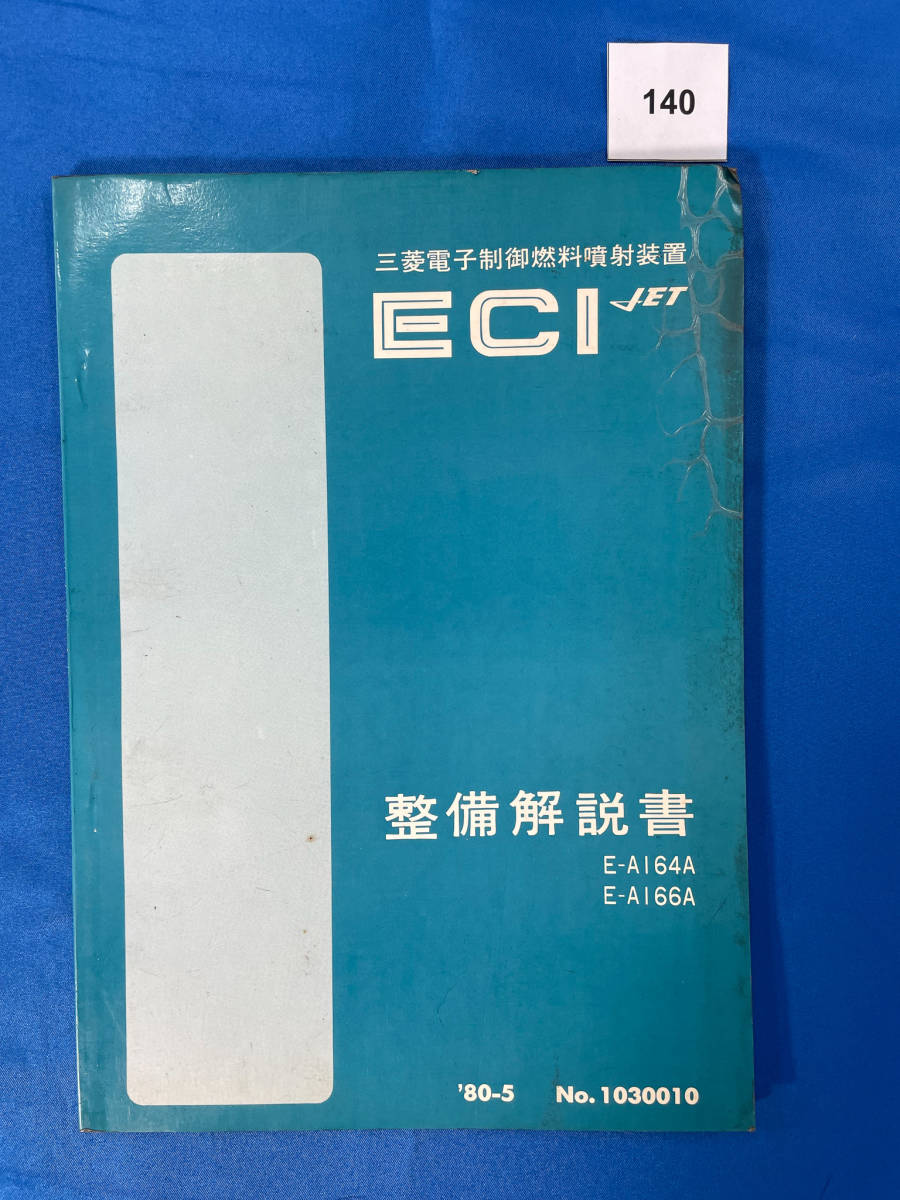 140
三菱電子制御燃料噴射装置
ECI JET
整備解説書
E-A164A
E-A166A
'80-5 No.1030010